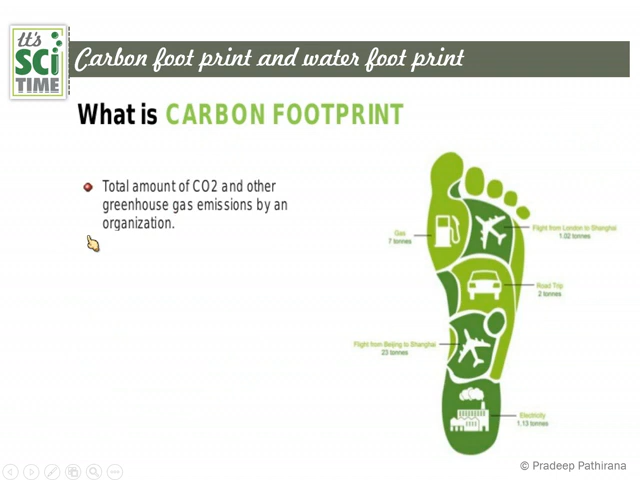 It's
SCi
TIME
Carbon foot print and water foot print
What is CARBON FOOTPRINT
Total amount of CO2 and other
greenhouse gas emissions by an
organization.
Gas
7 tonnes
Flight from London to Shanghai
1.02 tonnes
Road Trip
2 tonnes
Flight from Beijing to Shanghai
23 tonnes
Electricity
1.13 tonnes
© Pradeep Pathirana